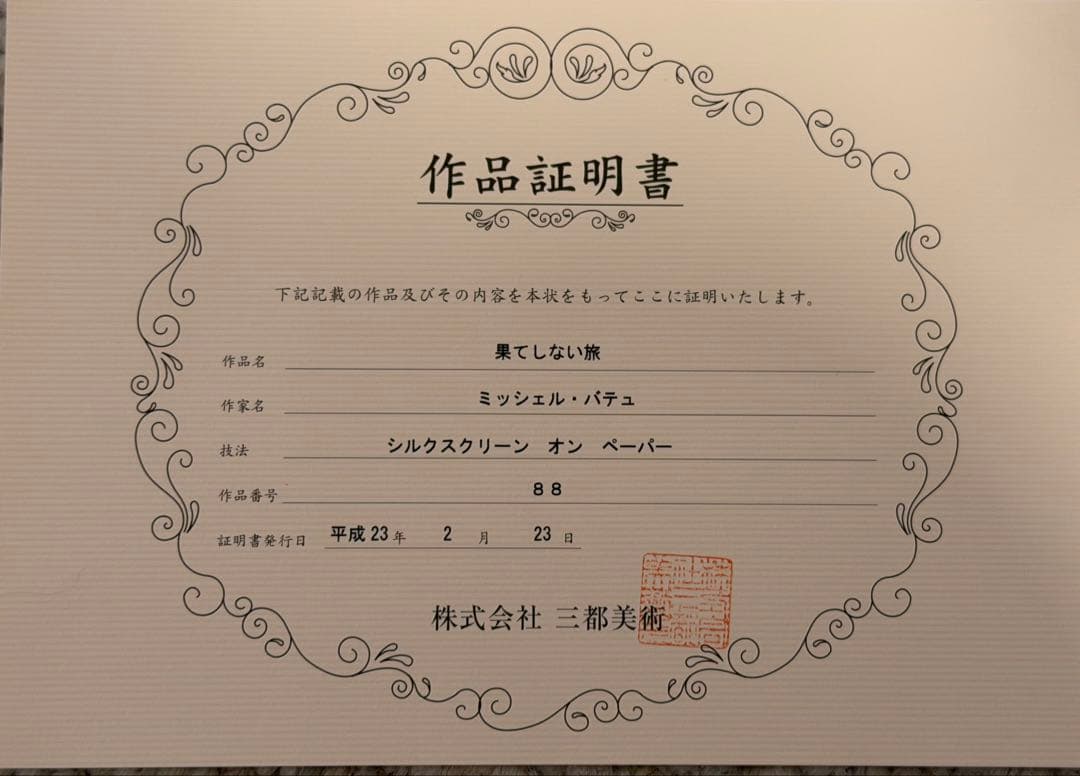 作品証明書
下記記載の作品及びその内容を本状をもってここに証明いたします。
作品名 果てしない旅
作家名 ミッシェル・バテュ
技法 シルクスクリーン オン ペーパー
作品番号 88
証明書発行日 平成23年 2月 23日
株式会社 三都美術